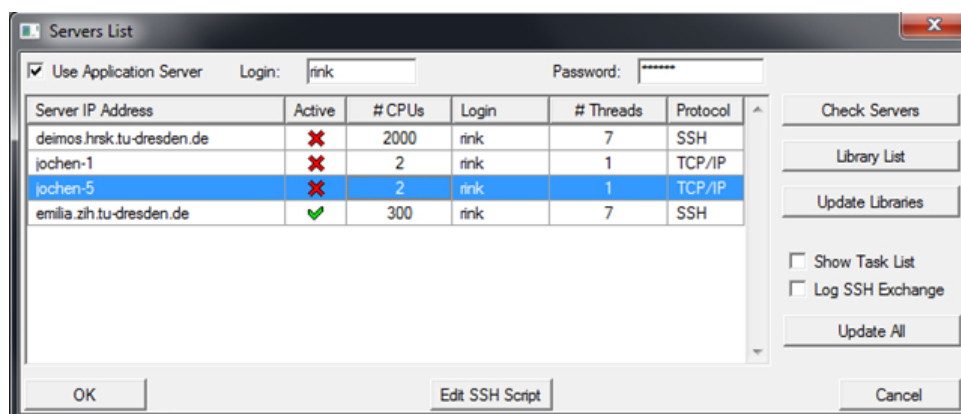 Servers List
Use Application Server Login: rink Password: ******
Server IP Address Active # CPUs Login # Threads Protocol
deimos.hrsk.tu-dresden.de 2000 rink 7 SSH
jochen-1 2 rink 1 TCP/IP
jochen-5 2 rink 1 TCP/IP
emilia.zih.tu-dresden.de 300 rink 7 SSH
Check Servers
Library List
Update Libraries
Show Task List
Log SSH Exchange
Update All
OK Edit SSH Script Cancel